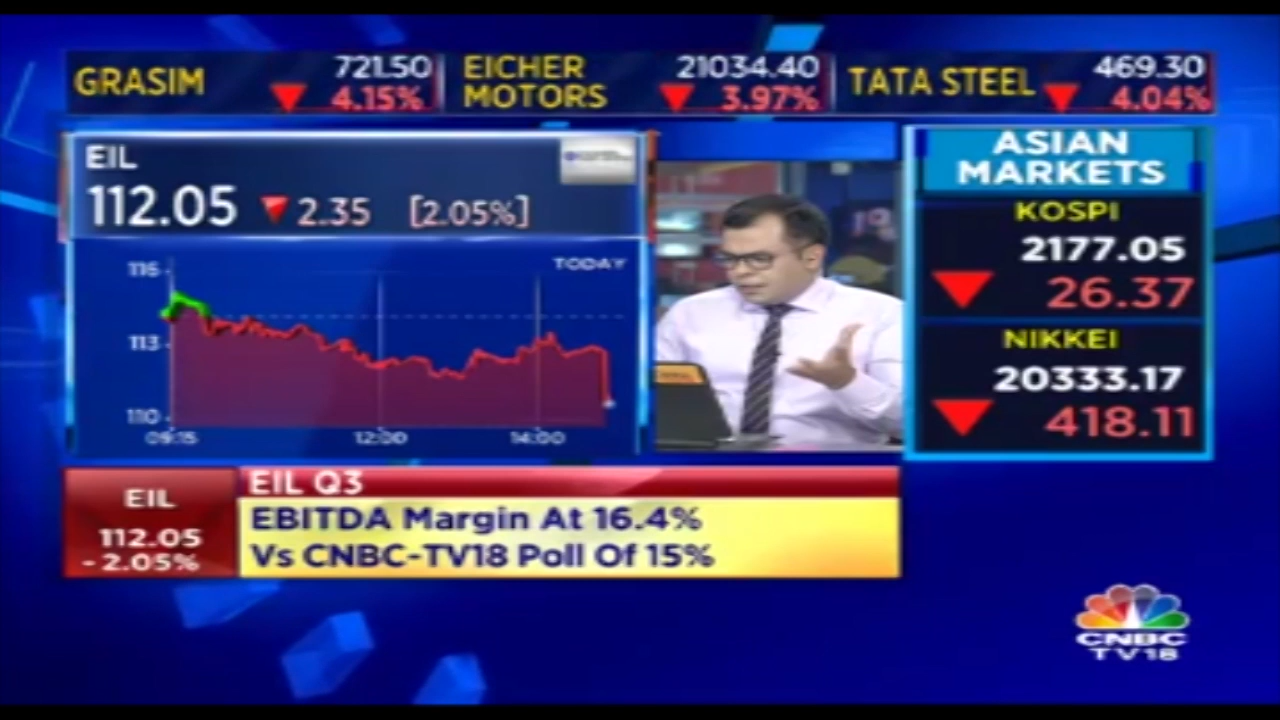 GRASIM
721.50
4.15%
EICHER
MOTORS
21034.40
3.97%
TATA STEEL
469.30
4.04%
EIL
112.05 2.35 [2.05%]
TODAY
116
113
110
09:15 12:00 14:00
ASIAN
MARKETS
KOSPI
2177.05
26.37
NIKKEI
20333.17
418.11
EIL
112.05
-2.05%
EIL Q3
EBITDA Margin At 16.4%
Vs CNBC-TV18 Poll Of 15%
CNBC
TV18